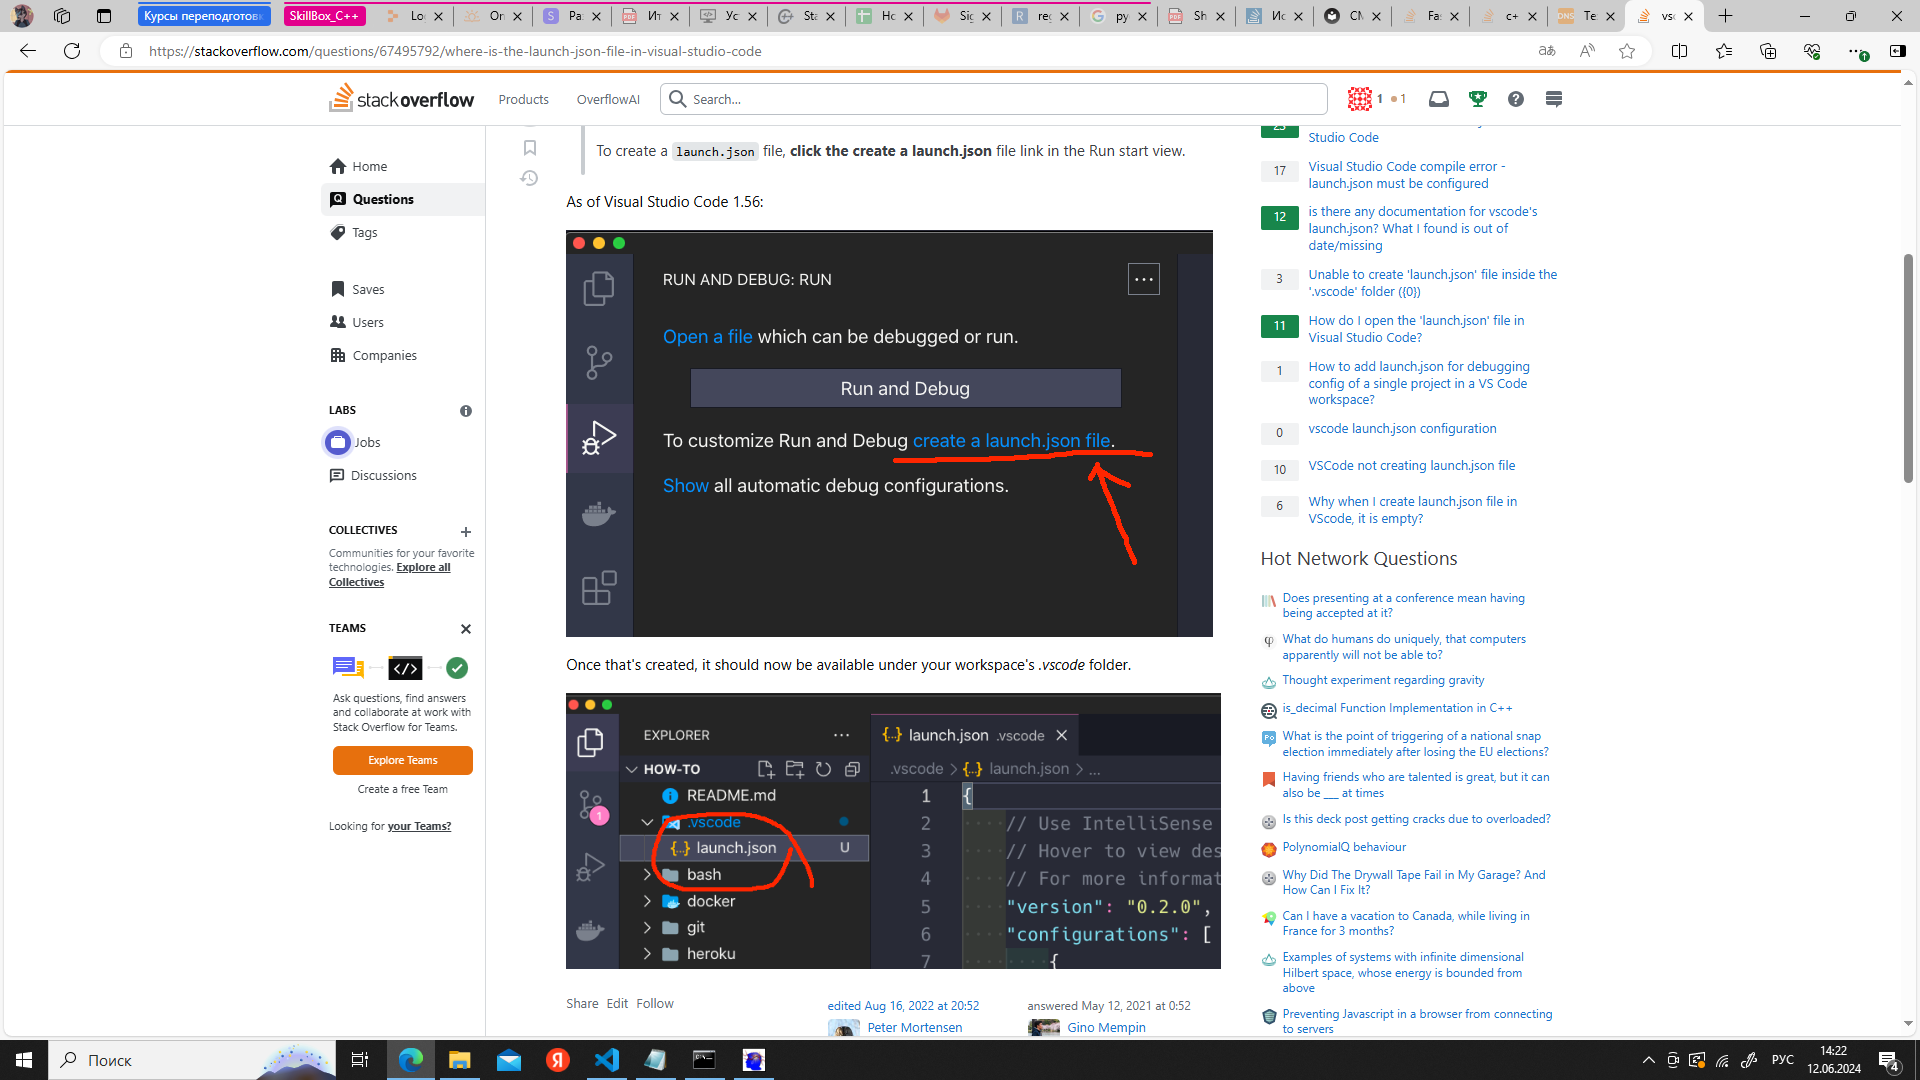 Курсы переподготовк
SkillBox_C++
Lo
On
Ра
Ит
Ус
Sta
Но
Sig
re
ру
Sh
Ис
CM
Fa
c+
Те
vsc
https://stackoverflow.com/questions/67495792/where-is-the-launch-json-file-in-visual-studio-code
stackoverflow
Products
OverflowAI
Search...
1
1
Home
Questions
Tags
Saves
Users
Companies
LABS
Jobs
Discussions
COLLECTIVES
Communities for your favorite
technologies. Explore all
Collectives
TEAMS
Ask questions, find answers
and collaborate at work with
Stack Overflow for Teams.
Explore Teams
Create a free Team
Looking for your Teams?
To create a launch.json file, click the create a launch.json file link in the Run start view.
As of Visual Studio Code 1.56:
RUN AND DEBUG: RUN
Open a file which can be debugged or run.
Run and Debug
To customize Run and Debug create a launch.json file.
Show all automatic debug configurations.
Once that's created, it should now be available under your workspace's .vscode folder.
EXPLORER
HOW-TO
README.md
.vscode
launch.json U
bash
docker
git
heroku
1
launch.json .vscode
.vscode > {..} launch.json > ...
1 {
2 // Use IntelliSense
3 // Hover to view des
4 // For more informat
5 "version": "0.2.0",
6 "configurations": [
7 {
Share Edit Follow
edited Aug 16, 2022 at 20:52
Peter Mortensen
answered May 12, 2021 at 0:52
Gino Mempin
23
Studio Code
17 Visual Studio Code compile error -
launch.json must be configured
12 is there any documentation for vscode's
launch.json? What I found is out of
date/missing
3 Unable to create 'launch.json' file inside the
'.vscode' folder ({0})
11 How do I open the 'launch.json' file in
Visual Studio Code?
1 How to add launch.json for debugging
config of a single project in a VS Code
workspace?
0 vscode launch.json configuration
10 VSCode not creating launch.json file
6 Why when I create launch.json file in
VScode, it is empty?
Hot Network Questions
Does presenting at a conference mean having
being accepted at it?
What do humans do uniquely, that computers
apparently will not be able to?
Thought experiment regarding gravity
is_decimal Function Implementation in C++
What is the point of triggering of a national snap
election immediately after losing the EU elections?
Having friends who are talented is great, but it can
also be ___ at times
Is this deck post getting cracks due to overloaded?
PolynomialQ behaviour
Why Did The Drywall Tape Fail in My Garage? And
How Can I Fix It?
Can I have a vacation to Canada, while living in
France for 3 months?
Examples of systems with infinite dimensional
Hilbert space, whose energy is bounded from
above
Preventing Javascript in a browser from connecting
to servers
Поиск
РУС
14:22
12.06.2024
4